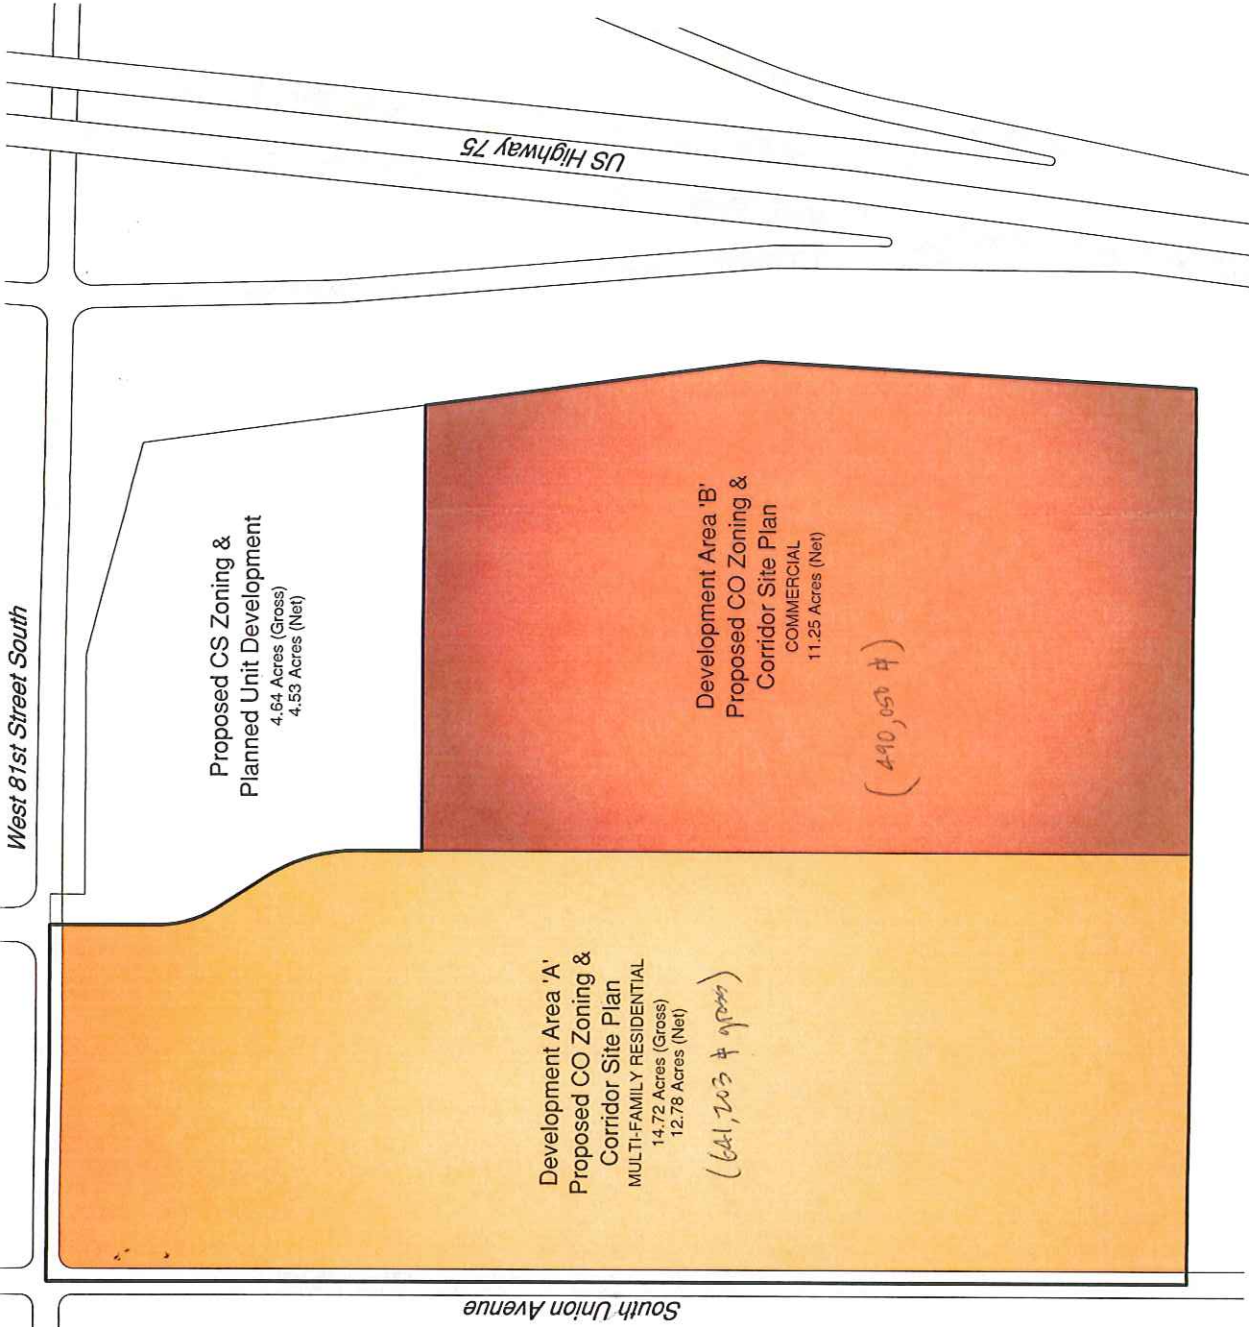 West 81st Street South
US Highway 75
Proposed CS Zoning &
Planned Unit Development
4.64 Acres (Gross)
4.53 Acres (Net)
Development Area 'B'
Proposed CO Zoning &
Corridor Site Plan
COMMERCIAL
11.25 Acres (Net)
(490,050 ⌗)
Development Area 'A'
Proposed CO Zoning &
Corridor Site Plan
MULTI-FAMILY RESIDENTIAL
14.72 Acres (Gross)
12.78 Acres (Net)
(641,203 ⌗ gross)
South Union Avenue